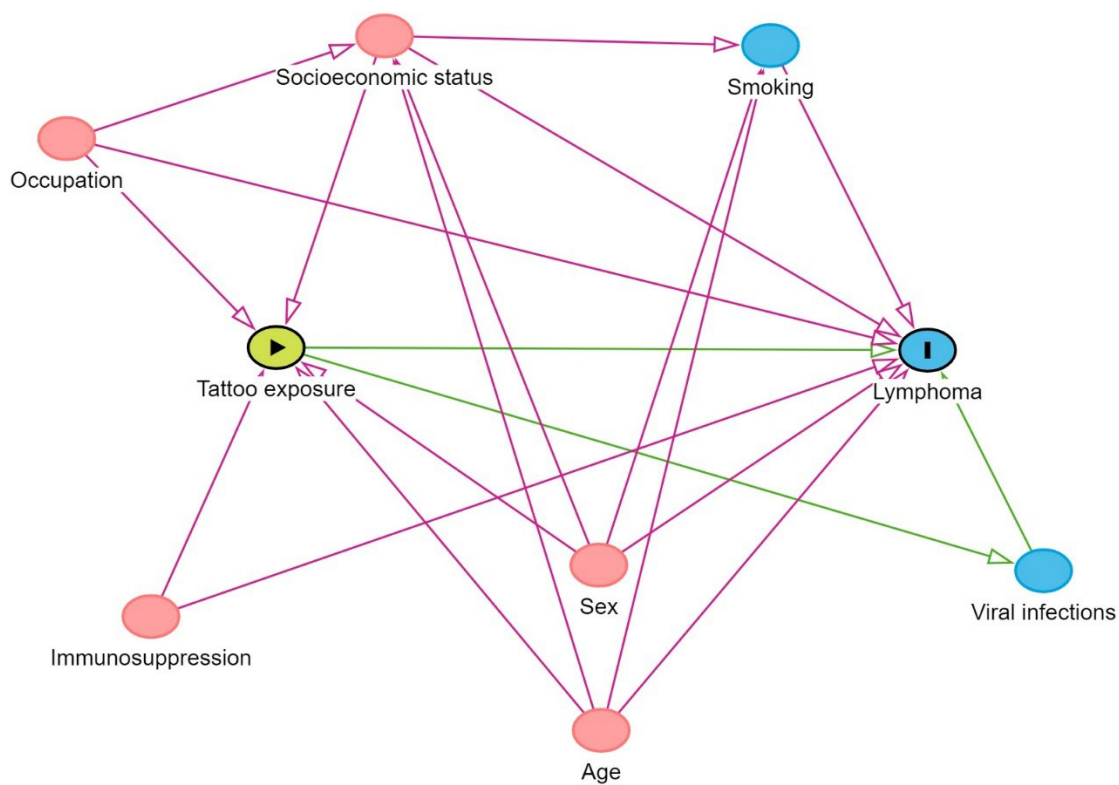 Socioeconomic status
Smoking
Occupation
Tattoo exposure
Lymphoma
Sex
Viral infections
Immunosuppression
Age